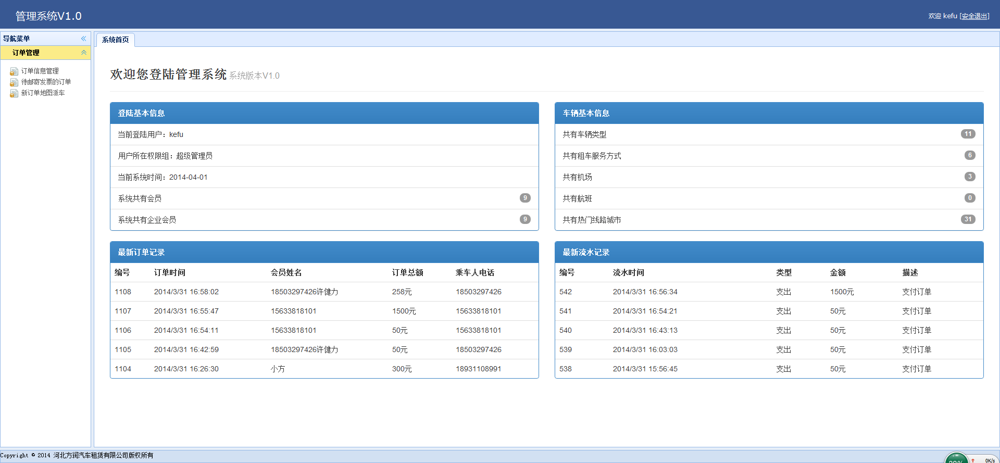 管理系统V1.0
欢迎 kefu [安全退出]
导航菜单
系统首页
订单管理
订单信息管理
待邮寄发票的订单
新订单地图派车
欢迎您登陆管理系统 系统版本V1.0
登陆基本信息
当前登陆用户：kefu
用户所在权限组：超级管理员
当前系统时间：2014-04-01
系统共有会员 9
系统共有企业会员 9
车辆基本信息
共有车辆类型 11
共有租车服务方式 6
共有机场 3
共有航班 0
共有热门线路城市 31
最新订单记录
编号 订单时间 会员姓名 订单总额 乘车人电话
1108 2014/3/31 16:58:02 18503297426许健力 258元 18503297426
1107 2014/3/31 16:55:47 15633818101 1500元 15633818101
1106 2014/3/31 16:54:11 15633818101 50元 15633818101
1105 2014/3/31 16:42:59 18503297426许健力 50元 18503297426
1104 2014/3/31 16:26:30 小方 300元 18931108991
最新流水记录
编号 流水时间 类型 金额 描述
542 2014/3/31 16:56:34 支出 1500元 支付订单
541 2014/3/31 16:54:21 支出 50元 支付订单
540 2014/3/31 16:43:13 支出 50元 支付订单
539 2014/3/31 16:03:03 支出 50元 支付订单
538 2014/3/31 15:56:45 支出 50元 支付订单
Copyright © 2014 河北方润汽车租赁有限公司版权所有
0K/s